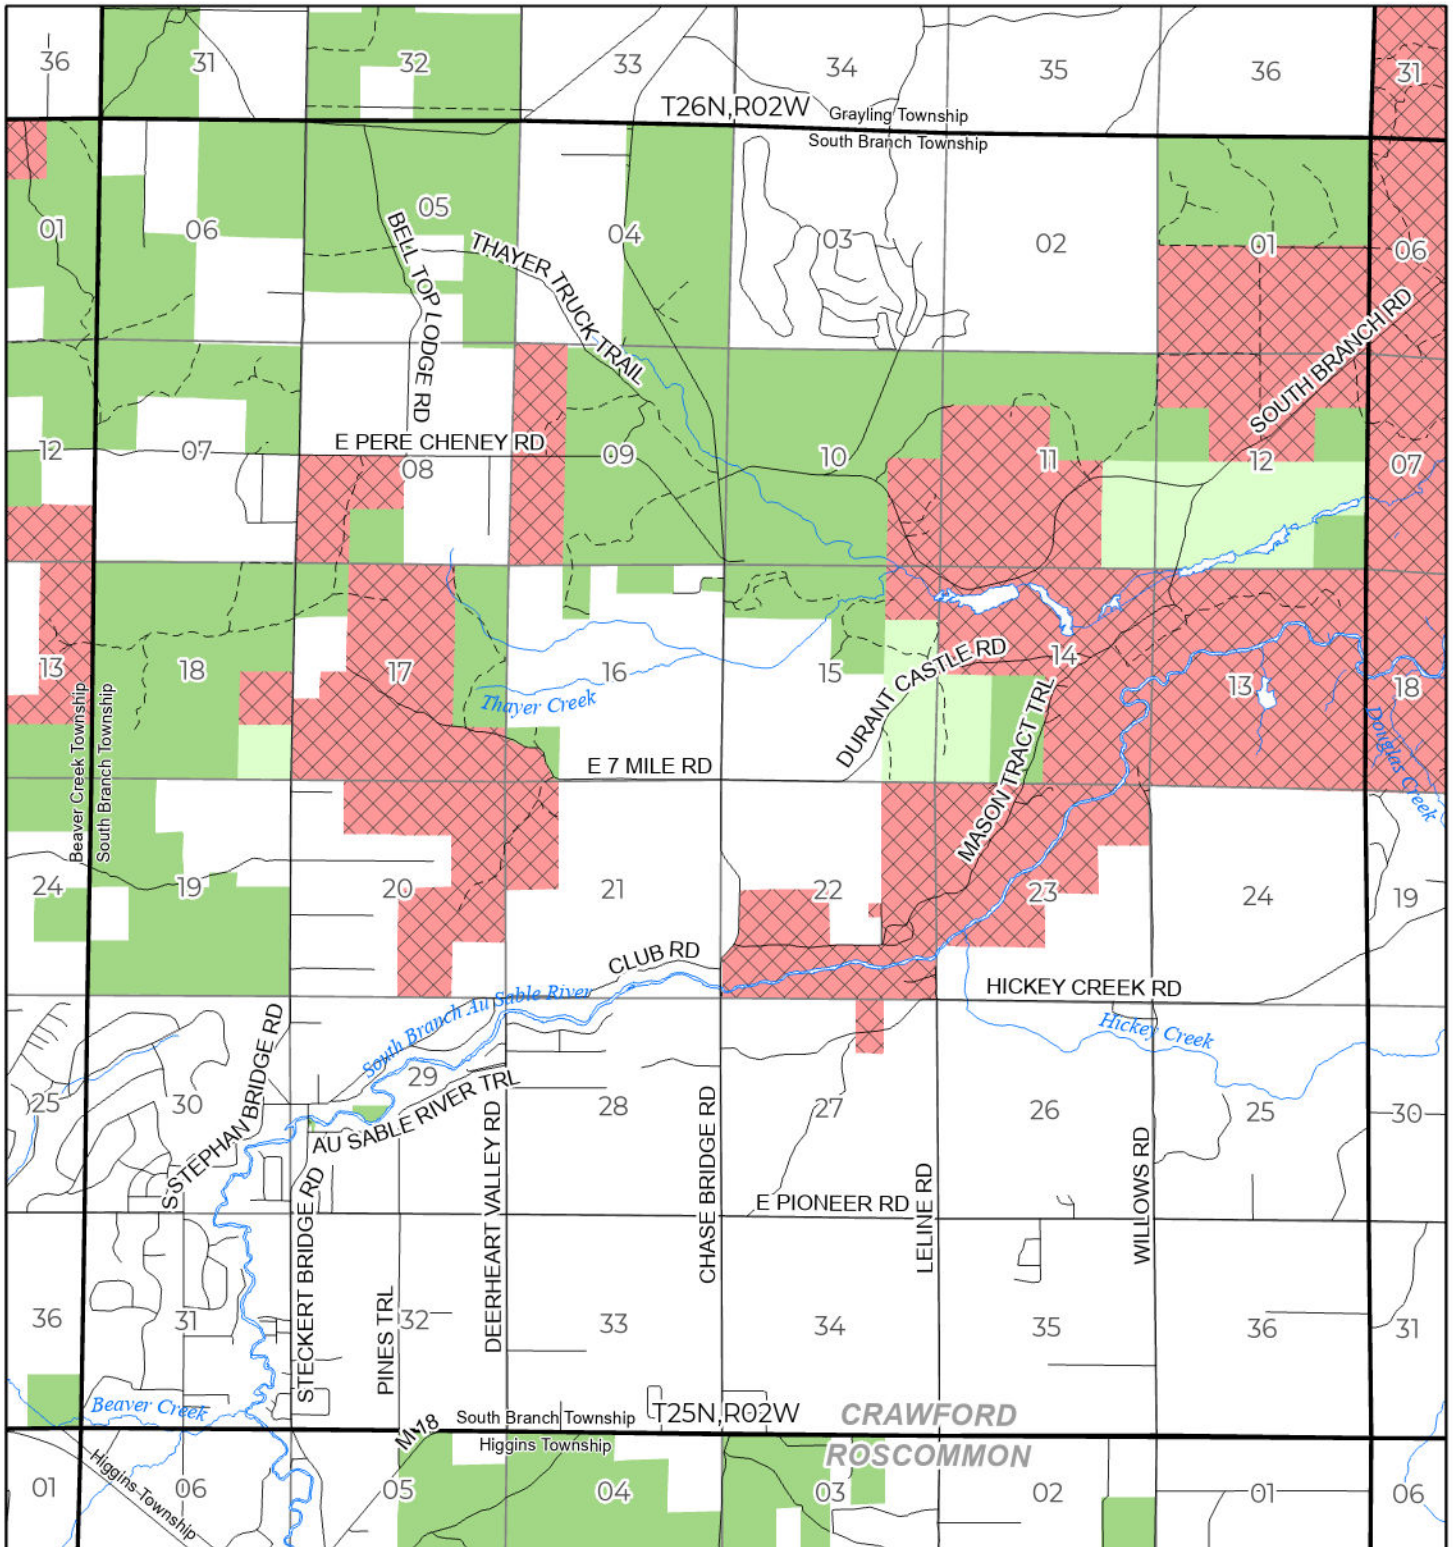 36 31 32 33 34 35 36 31
T26N,R02W Grayling Township
South Branch Township
01 06 05 04 03 02 01 06
BELL TOP LODGE RD
THAYER TRUCK TRAIL
SOUTH BRANCH RD
E PERE CHENEY RD
12 07 08 09 10 11 12 07
13 18 17 16 15 14 13 18
Thayer Creek
DURANT CASTLE RD
MASON TRACT TRL
Douglas Creek
Beaver Creek Township
South Branch Township
E 7 MILE RD
24 19 20 21 22 23 24 19
CLUB RD
HICKEY CREEK RD
South Branch Au Sable River
Hickey Creek
25 30 29 28 27 26 25 30
S STEPHAN BRIDGE RD
AU SABLE RIVER TRL
STECKERT BRIDGE RD
PINES TRL
DEERHEART VALLEY RD
CHASE BRIDGE RD
E PIONEER RD
LELINE RD
WILLOWS RD
36 31 32 33 34 35 36 31
Beaver Creek
M-18
South Branch Township
T25N,R02W
CRAWFORD
Higgins Township
ROSCOMMON
Higgins Township
01 06 05 04 03 02 01 06